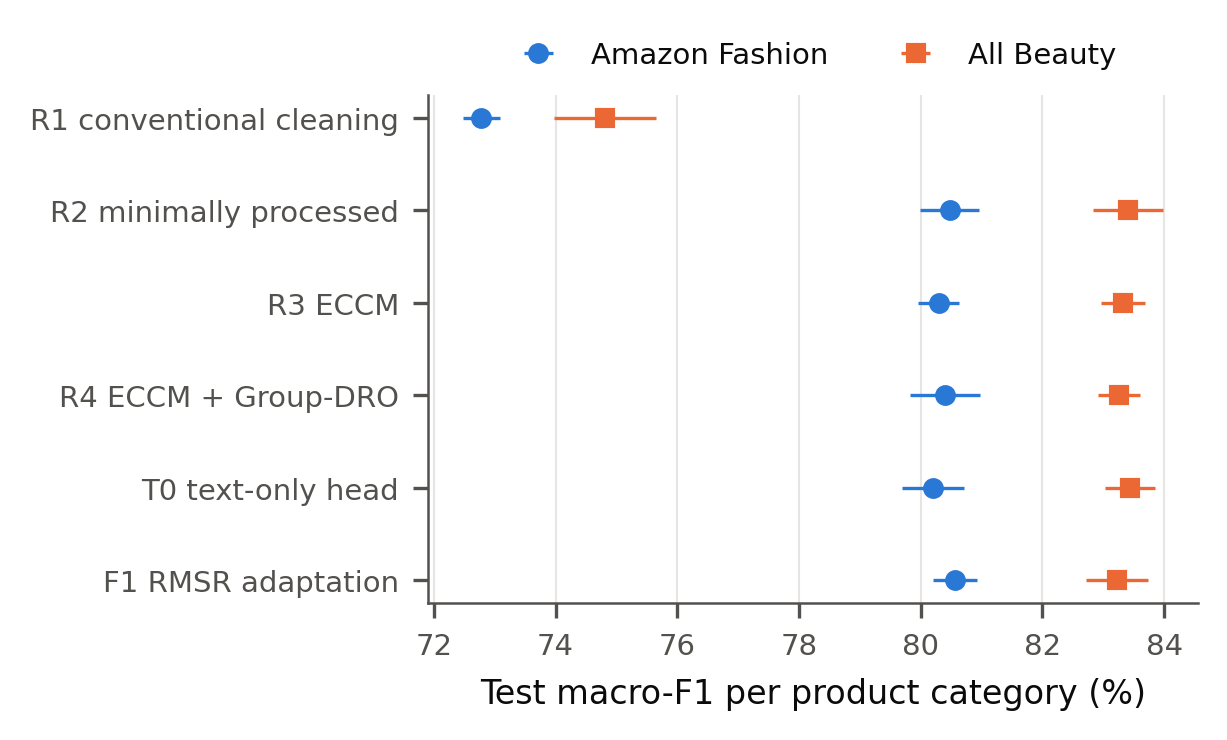 Amazon Fashion All Beauty
R1 conventional cleaning
R2 minimally processed
R3 ECCM
R4 ECCM + Group-DRO
T0 text-only head
F1 RMSR adaptation
72 74 76 78 80 82 84
Test macro-F1 per product category (%)